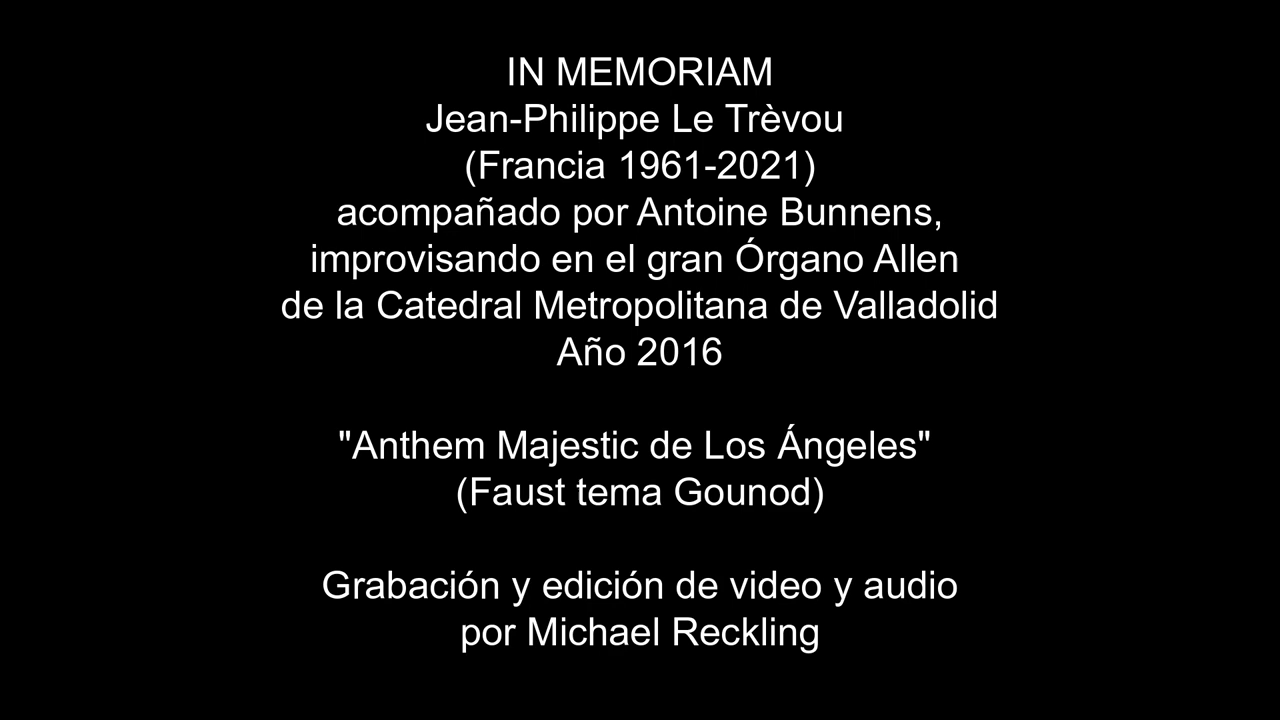 IN MEMORIAM
Jean-Philippe Le Trèvou
(Francia 1961-2021)
acompañado por Antoine Bunnens,
improvisando en el gran Órgano Allen
de la Catedral Metropolitana de Valladolid
Año 2016
"Anthem Majestic de Los Ángeles"
(Faust tema Gounod)
Grabación y edición de video y audio
por Michael Reckling